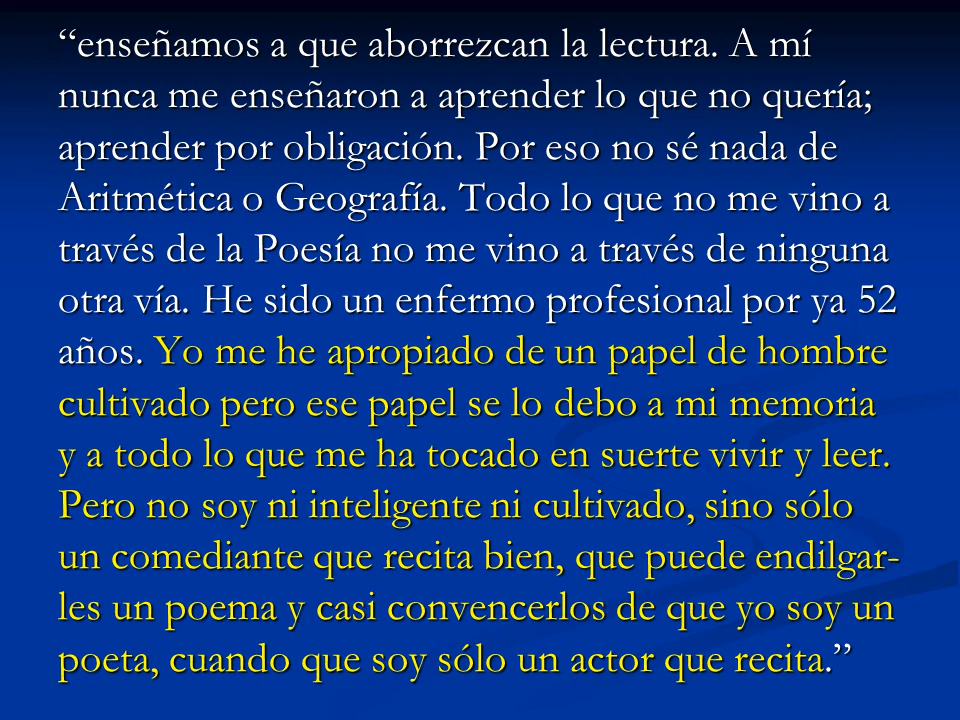 “enseñamos a que aborrezcan la lectura. A mí
nunca me enseñaron a aprender lo que no quería;
aprender por obligación. Por eso no sé nada de
Aritmética o Geografía. Todo lo que no me vino a
través de la Poesía no me vino a través de ninguna
otra vía. He sido un enfermo profesional por ya 52
años. Yo me he apropiado de un papel de hombre
cultivado pero ese papel se lo debo a mi memoria
y a todo lo que me ha tocado en suerte vivir y leer.
Pero no soy ni inteligente ni cultivado, sino sólo
un comediante que recita bien, que puede endilgar-
les un poema y casi convencerlos de que yo soy un
poeta, cuando que soy sólo un actor que recita.”